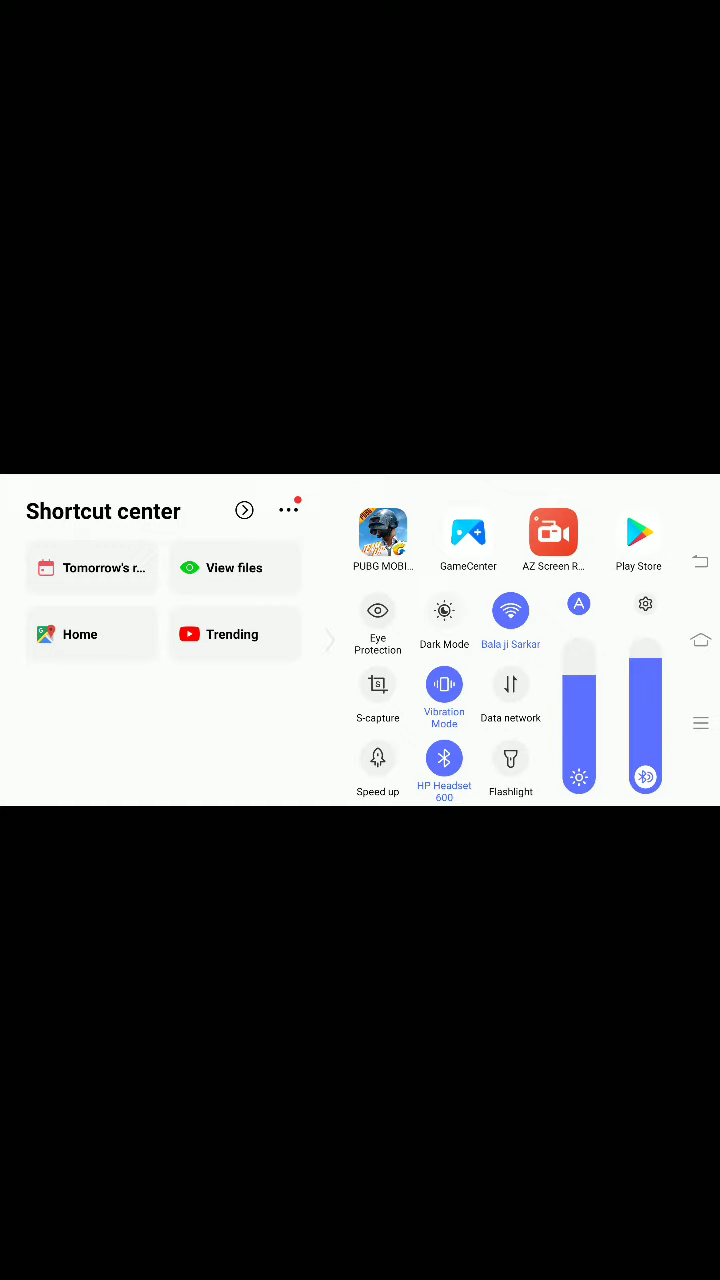 Shortcut center
Tomorrow's r...
View files
Home
Trending
PUBG MOBI...
GameCenter
AZ Screen R...
Play Store
Eye
Protection
Dark Mode
Bala ji Sarkar
A
S-capture
Vibration
Mode
Data network
Speed up
HP Headset
600
Flashlight